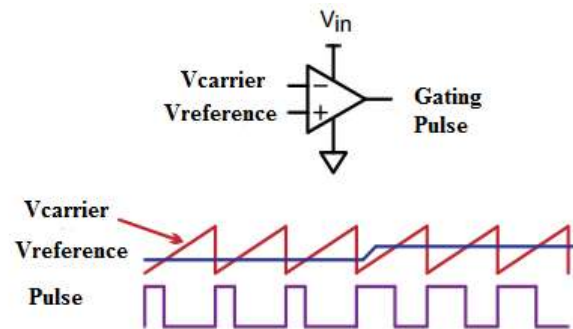 Vin
Vcarrier
Vreference
Gating
Pulse
Vcarrier
Vreference
Pulse